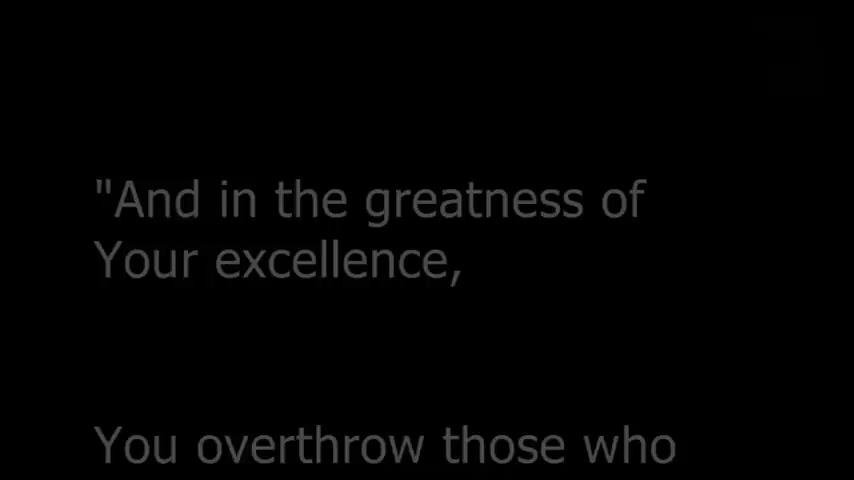 "And in the greatness of
Your excellence,
You overthrow those who